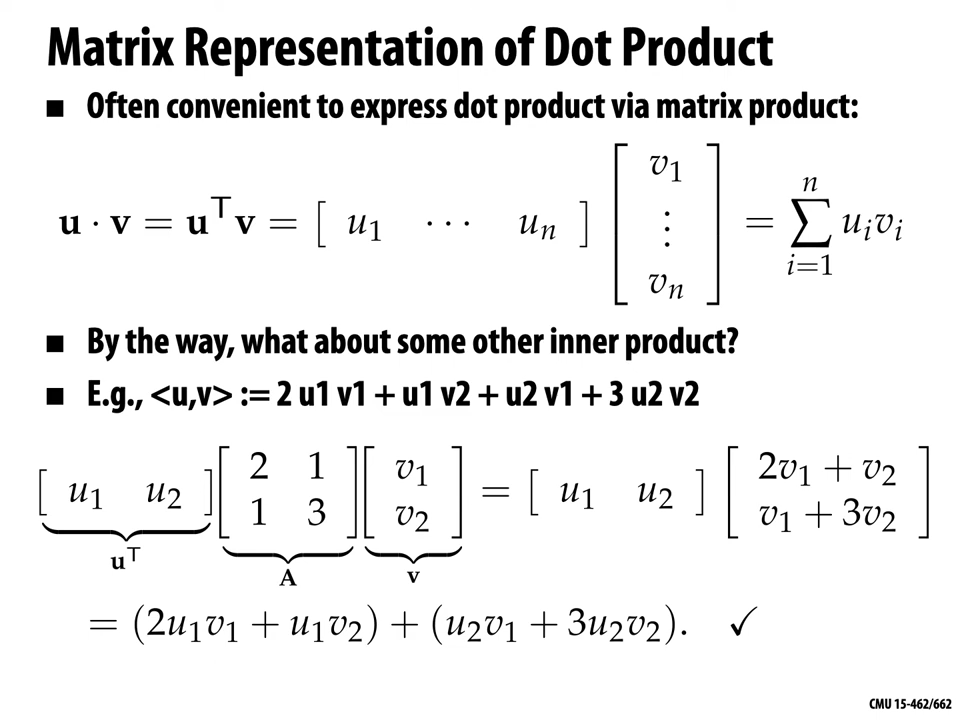 Matrix Representation of Dot Product
■ Often convenient to express dot product via matrix product:
u · v = u^⊤v = [ u₁ ··· uₙ ] [ v₁ ⋮ vₙ ] = ∑_{i=1}^{n} uᵢvᵢ
■ By the way, what about some other inner product?
■ E.g., <u,v> := 2 u1 v1 + u1 v2 + u2 v1 + 3 u2 v2
[ u₁ u₂ ] [ 2 1 ; 1 3 ] [ v₁ ; v₂ ] = [ u₁ u₂ ] [ 2v₁ + v₂ ; v₁ + 3v₂ ]
u^⊤ A v
= (2u₁v₁ + u₁v₂) + (u₂v₁ + 3u₂v₂). ✓
CMU 15-462/662